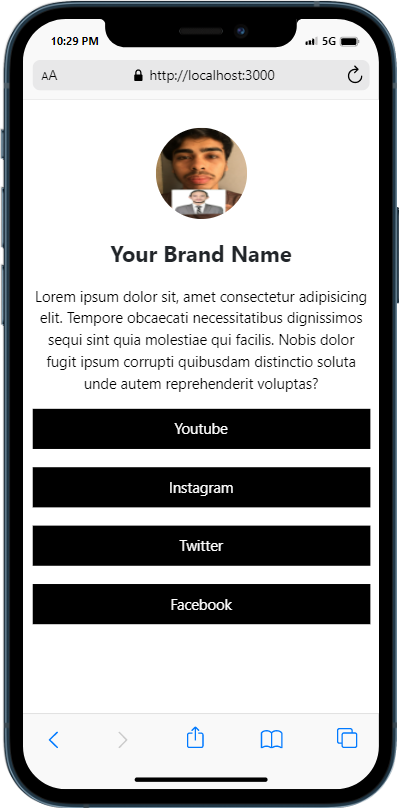 10:29 PM 5G
AA http://localhost:3000
Your Brand Name
Lorem ipsum dolor sit, amet consectetur adipisicing
elit. Tempore obcaecati necessitatibus dignissimos
sequi sint quia molestiae qui facilis. Nobis dolor
fugit ipsum corrupti quibusdam distinctio soluta
unde autem reprehenderit voluptas?
Youtube
Instagram
Twitter
Facebook